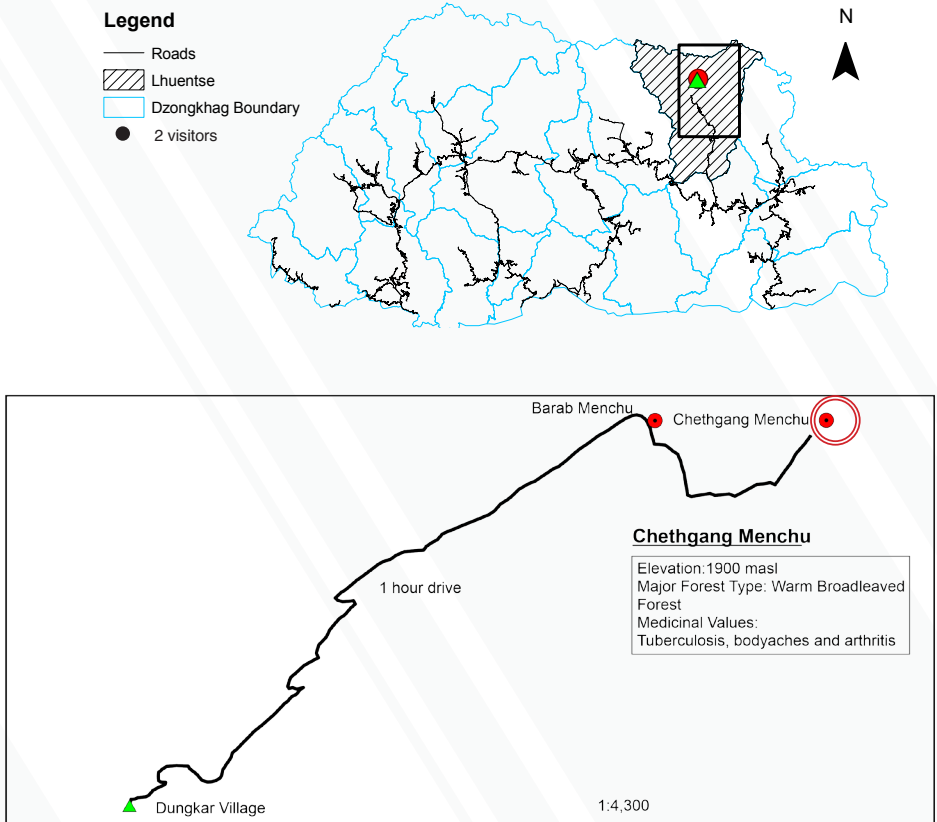 Legend
Roads
Lhuentse
Dzongkhag Boundary
2 visitors
N
Barab Menchu
Chethgang Menchu
Chethgang Menchu
Elevation:1900 masl
Major Forest Type: Warm Broadleaved
Forest
Medicinal Values:
Tuberculosis, bodyaches and arthritis
1 hour drive
Dungkar Village
1:4,300